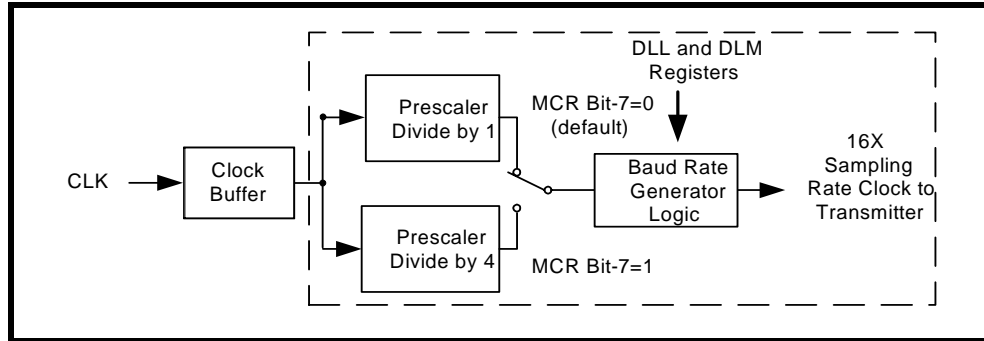 DLL and DLM
Registers
Prescaler
Divide by 1
MCR Bit-7=0
(default)
16X
Sampling
Rate Clock to
Transmitter
CLK
Clock
Buffer
Baud Rate
Generator
Logic
Prescaler
Divide by 4
MCR Bit-7=1